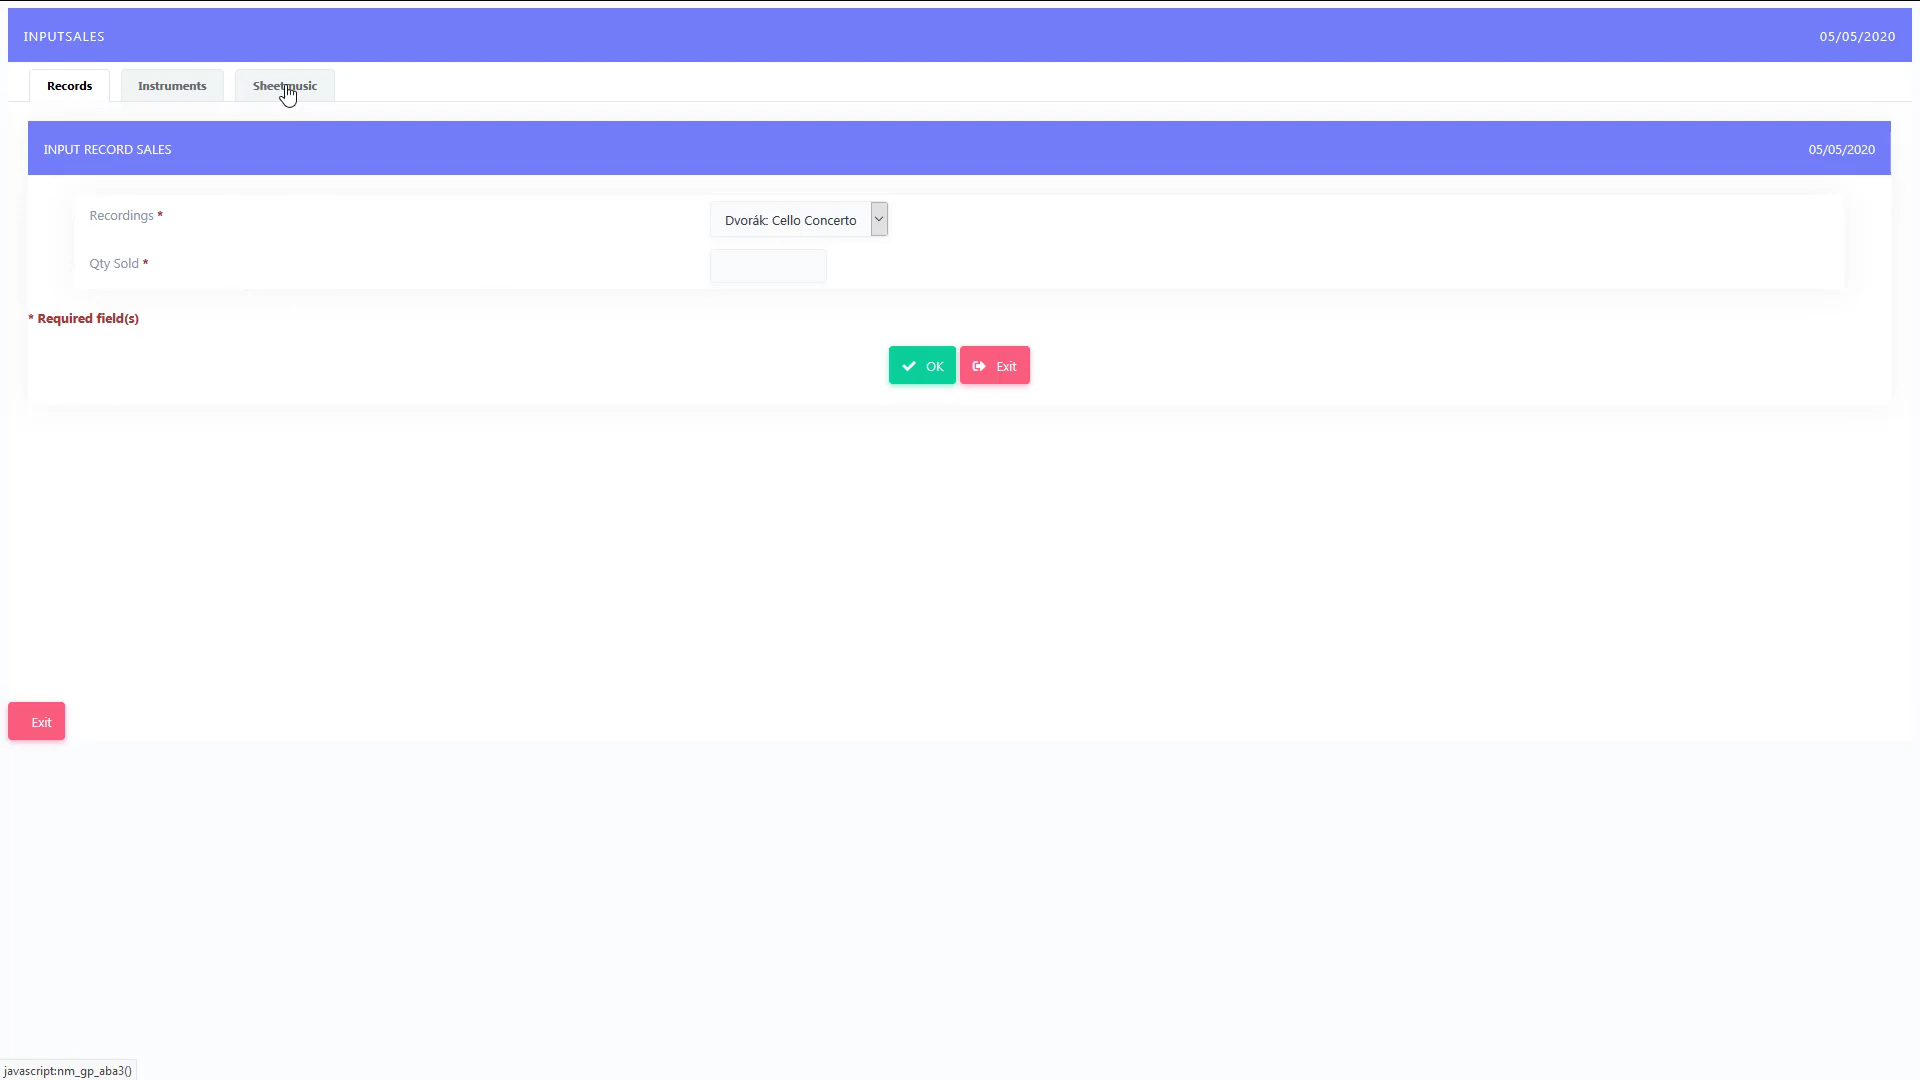 INPUTSALES 05/05/2020
Records Instruments Sheetmusic
INPUT RECORD SALES 05/05/2020
Recordings * Dvorák: Cello Concerto
Qty Sold *
* Required field(s)
OK Exit
Exit
javascript:nm_gp_aba3()